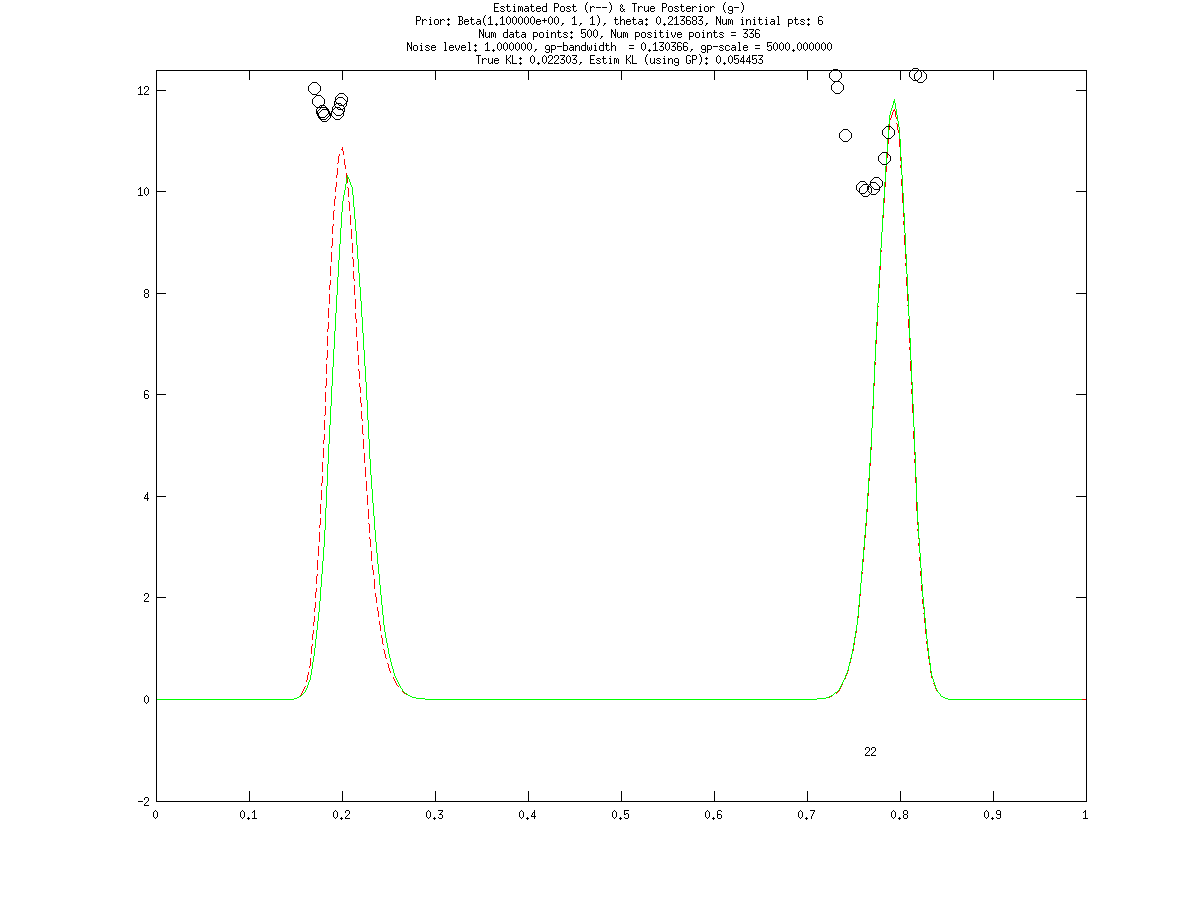 Estimated Post (r--) & True Posterior (g-)
Prior: Beta(1.100000e+00, 1, 1), theta: 0.213683, Num initial pts: 6
Num data points: 500, Num positive points = 336
Noise level: 1.000000, gp-bandwidth  = 0.130366, gp-scale = 5000.000000
True KL: 0.022303, Estim KL (using GP): 0.054453
12
10
8
6
4
2
0
22
-2
0 0.1 0.2 0.3 0.4 0.5 0.6 0.7 0.8 0.9 1